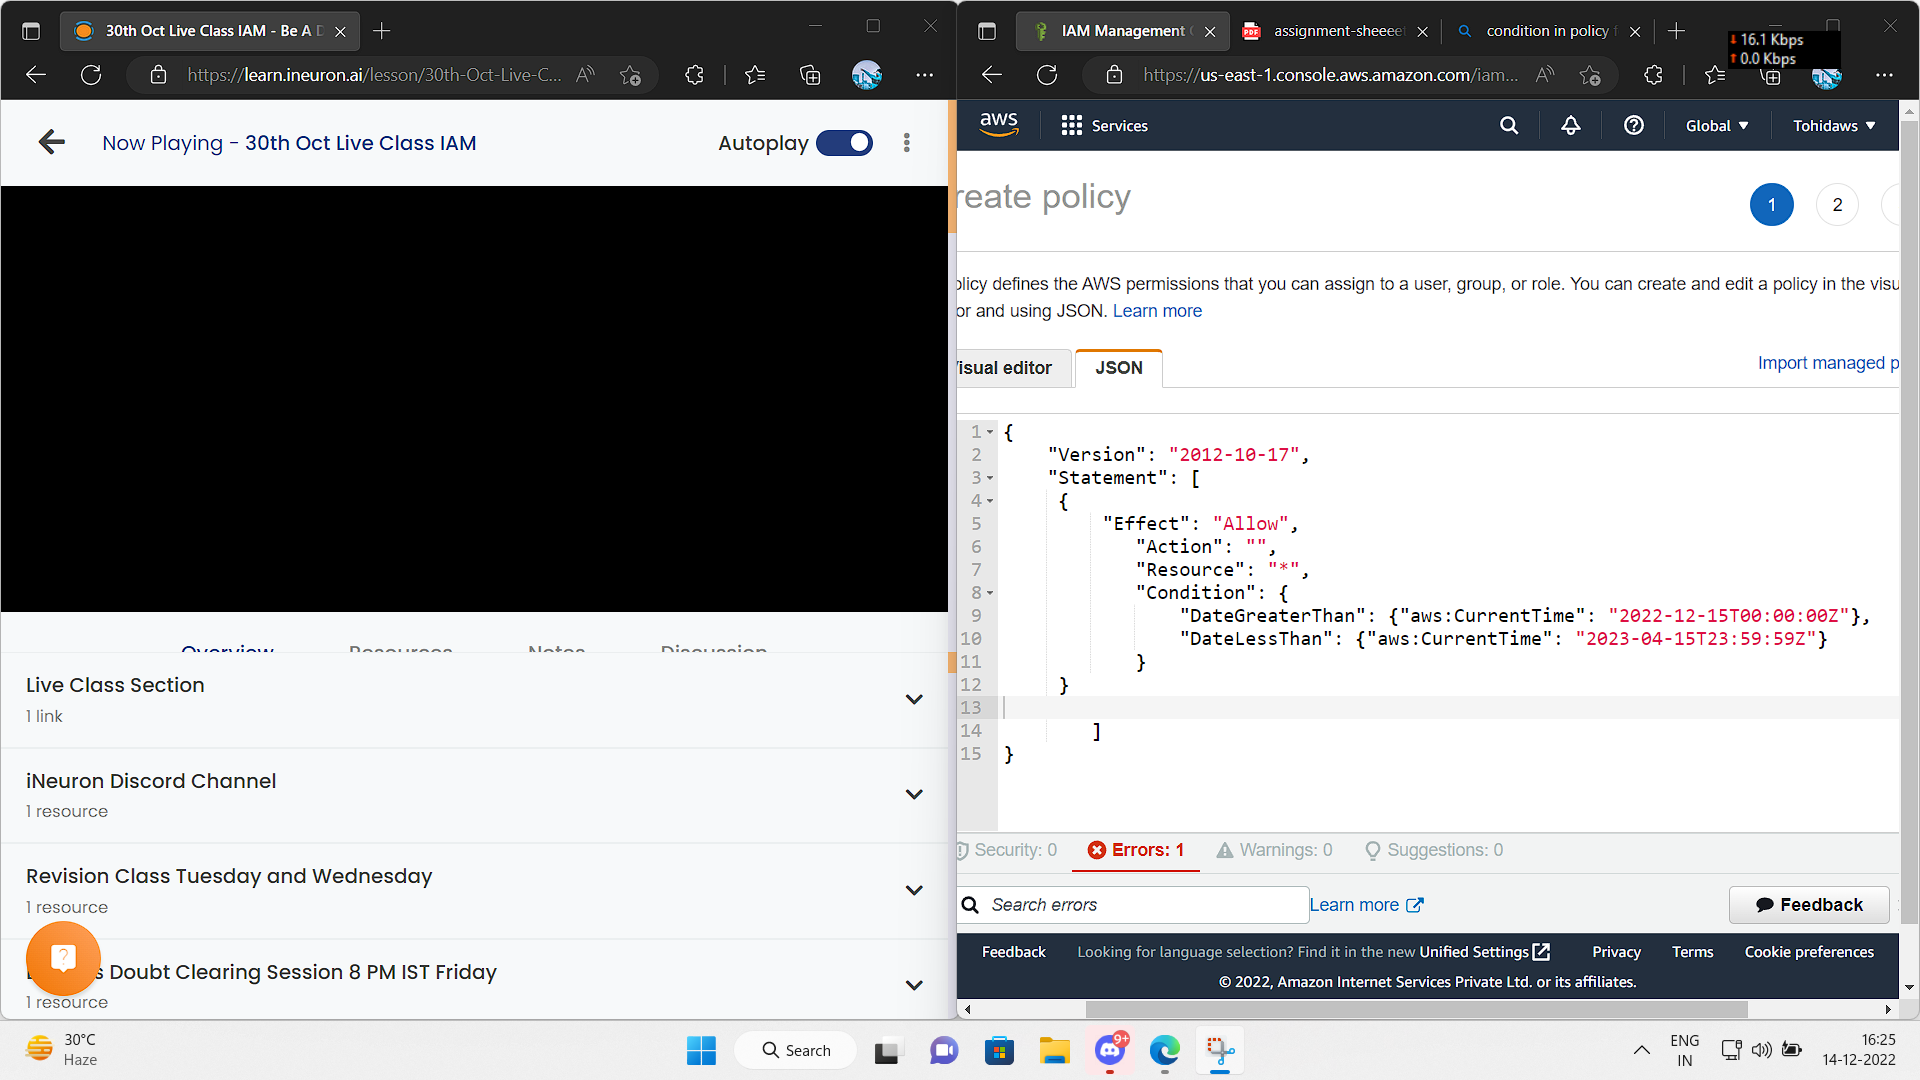 30th Oct Live Class IAM - Be A D
https://learn.ineuron.ai/lesson/30th-Oct-Live-C...
Now Playing - 30th Oct Live Class IAM
Autoplay
Overview
Resources
Notes
Discussion
Live Class Section
1 link
iNeuron Discord Channel
1 resource
Revision Class Tuesday and Wednesday
1 resource
s Doubt Clearing Session 8 PM IST Friday
1 resource
IAM Management
assignment-sheeet
condition in policy
16.1 Kbps
0.0 Kbps
https://us-east-1.console.aws.amazon.com/iam...
aws
Services
Global
Tohidaws
reate policy
1
2
olicy defines the AWS permissions that you can assign to a user, group, or role. You can create and edit a policy in the visu
or and using JSON. Learn more
isual editor
JSON
Import managed p
1 {
2 "Version": "2012-10-17",
3 "Statement": [
4 {
5 "Effect": "Allow",
6 "Action": "",
7 "Resource": "*",
8 "Condition": {
9 "DateGreaterThan": {"aws:CurrentTime": "2022-12-15T00:00:00Z"},
10 "DateLessThan": {"aws:CurrentTime": "2023-04-15T23:59:59Z"}
11 }
12 }
13
14 ]
15 }
Security: 0
Errors: 1
Warnings: 0
Suggestions: 0
Search errors
Learn more
Feedback
Feedback
Looking for language selection? Find it in the new Unified Settings
Privacy
Terms
Cookie preferences
© 2022, Amazon Internet Services Private Ltd. or its affiliates.
30°C
Haze
Search
9+
ENG
IN
16:25
14-12-2022